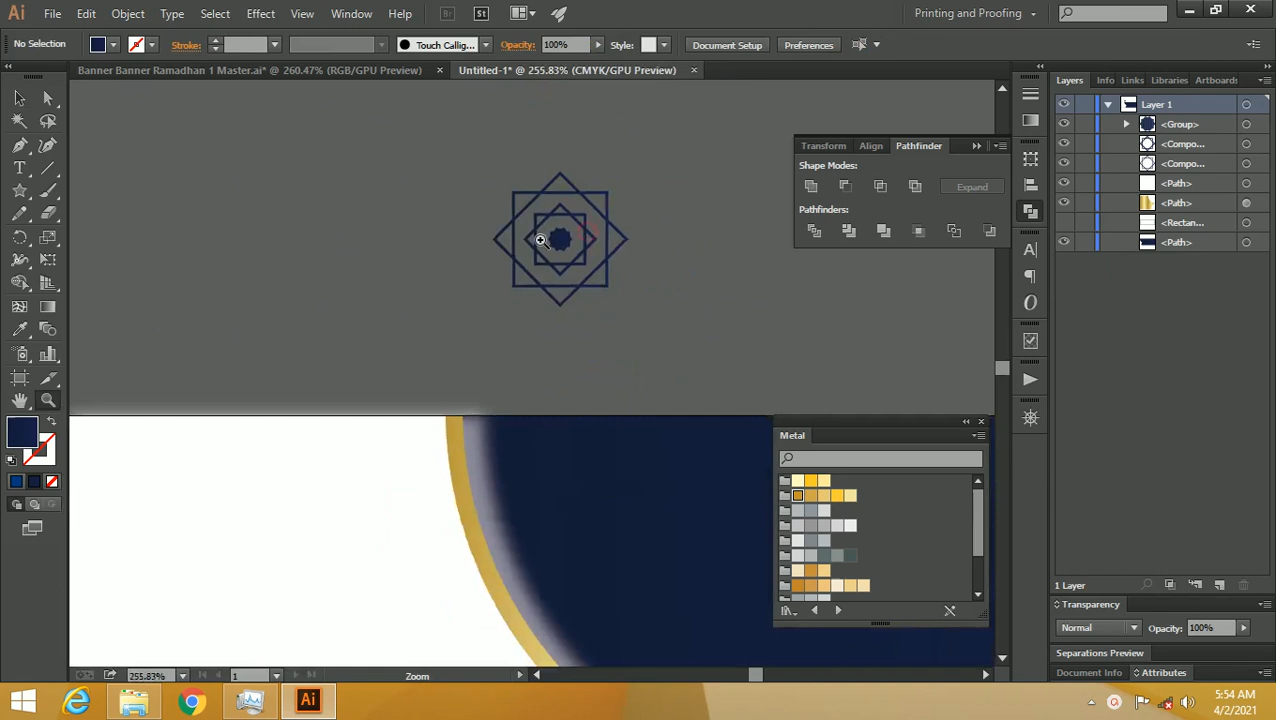 Ai File Edit Object Type Select Effect View Window Help Br St Printing and Proofing
No Selection Stroke: Touch Callig... Opacity: 100% Style: Document Setup Preferences
Banner Banner Ramadhan 1 Master.ai* @ 260.47% (RGB/GPU Preview) × Untitled-1* @ 255.83% (CMYK/GPU Preview) ×
Layers Info Links Libraries Artboards
Layer 1
<Group>
<Compo...
<Compo...
<Path>
<Path>
<Rectan...
<Path>
Transform Align Pathfinder
Shape Modes:
Expand
Pathfinders:
Metal
1 Layer
Transparency
Normal Opacity: 100%
Separations Preview
Document Info Attributes
255.83% 1 Zoom
Ai 5:54 AM
4/2/2021